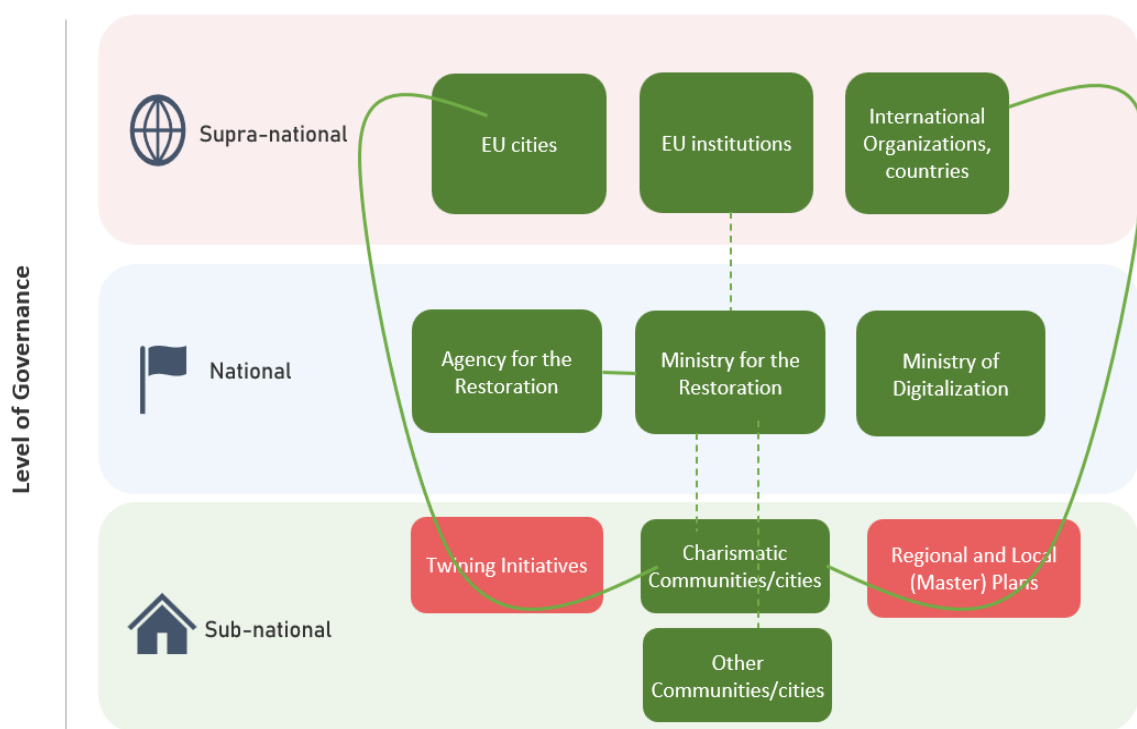 Level of Governance
Supra-national
EU cities
EU institutions
International
Organizations,
countries
National
Agency for the
Restoration
Ministry for the
Restoration
Ministry of
Digitalization
Sub-national
Twining Initiatives
Charismatic
Communities/cities
Regional and Local
(Master) Plans
Other
Communities/cities